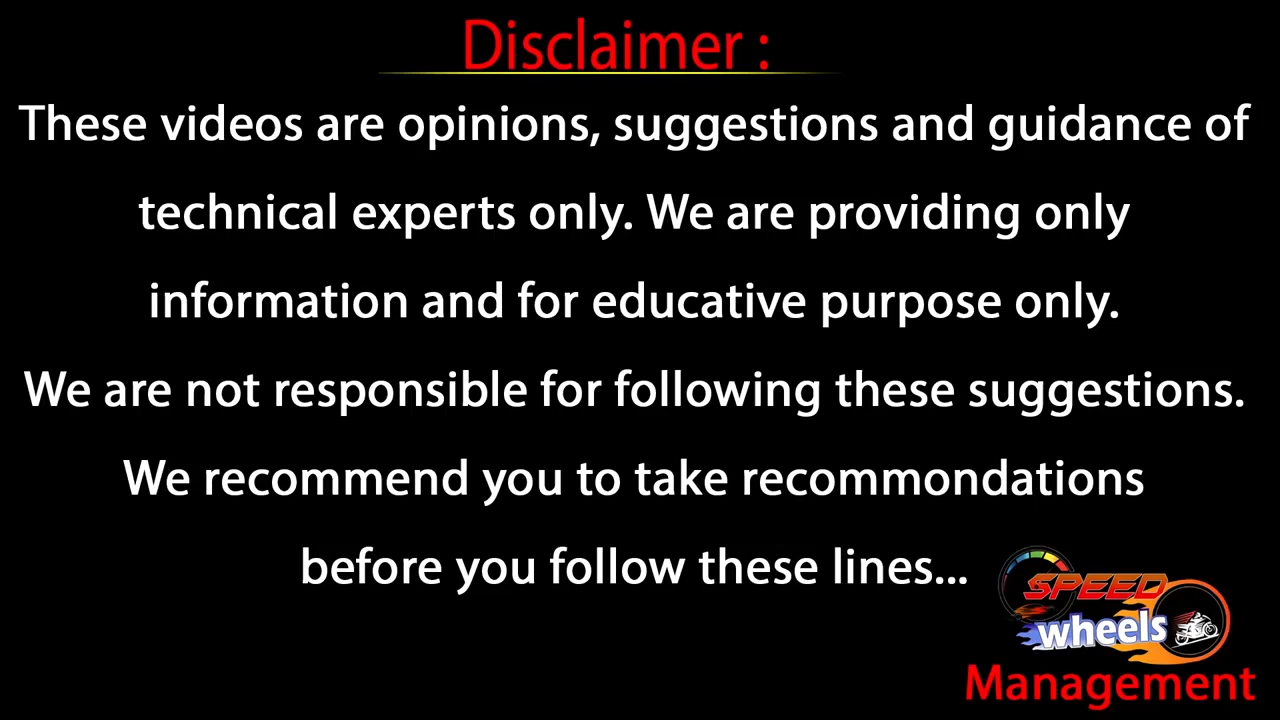 Disclaimer :
These videos are opinions, suggestions and guidance of
technical experts only. We are providing only
information and for educative purpose only.
We are not responsible for following these suggestions.
We recommend you to take recommondations
before you follow these lines...
SPEED
wheels
Management